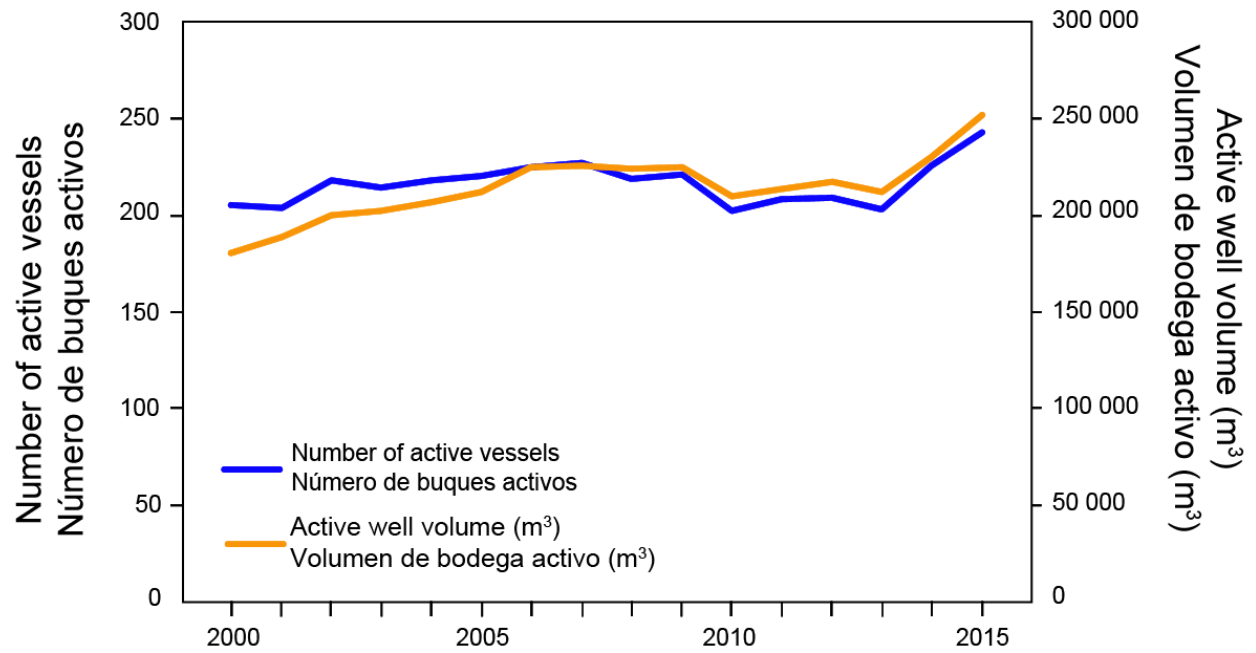 300
250
200
150
100
50
0
Number of active vessels
Número de buques activos
Number of active vessels
Número de buques activos
Active well volume (m³)
Volumen de bodega activo (m³)
2000
2005
2010
2015
300 000
250 000
200 000
150 000
100 000
50 000
0
Active well volume (m³)
Volumen de bodega activo (m³)